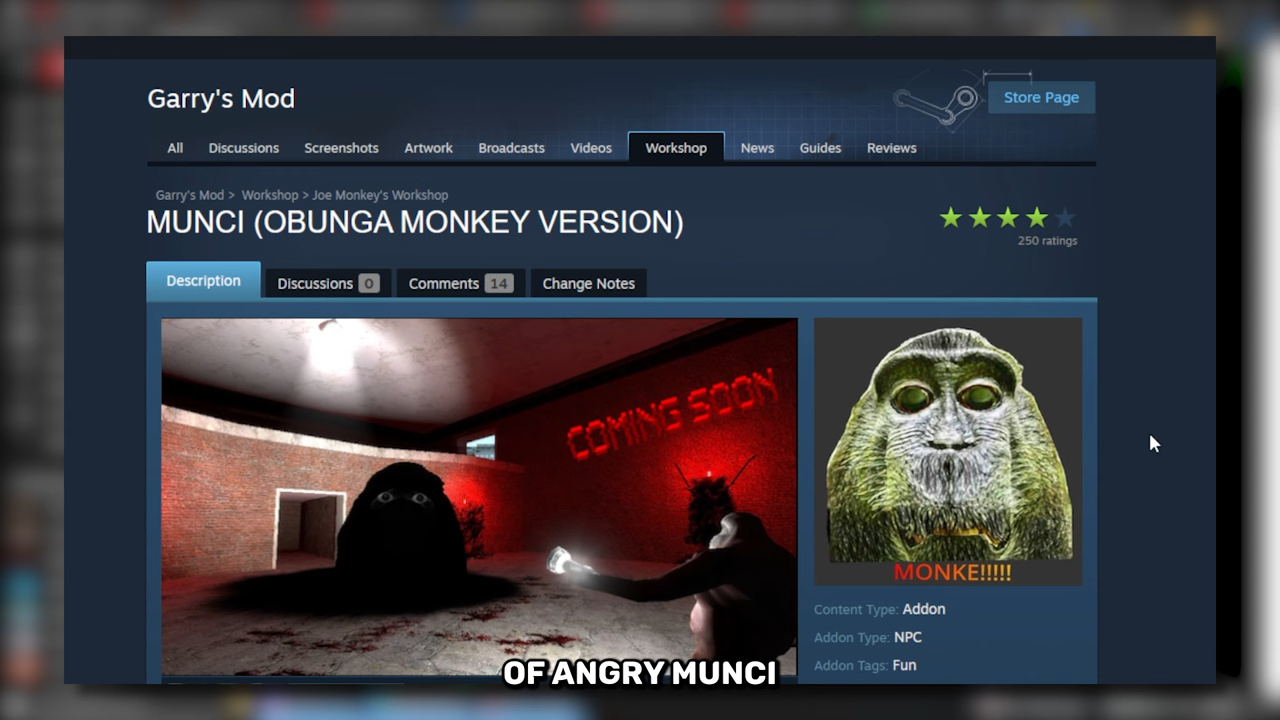 Garry's Mod
Store Page
All Discussions Screenshots Artwork Broadcasts Videos Workshop News Guides Reviews
Garry's Mod > Workshop > Joe Monkey's Workshop
MUNCI (OBUNGA MONKEY VERSION)
250 ratings
Description Discussions 0 Comments 14 Change Notes
COMING SOON
MONKE!!!!!
Content Type: Addon
Addon Type: NPC
Addon Tags: Fun
OF ANGRY MUNCI